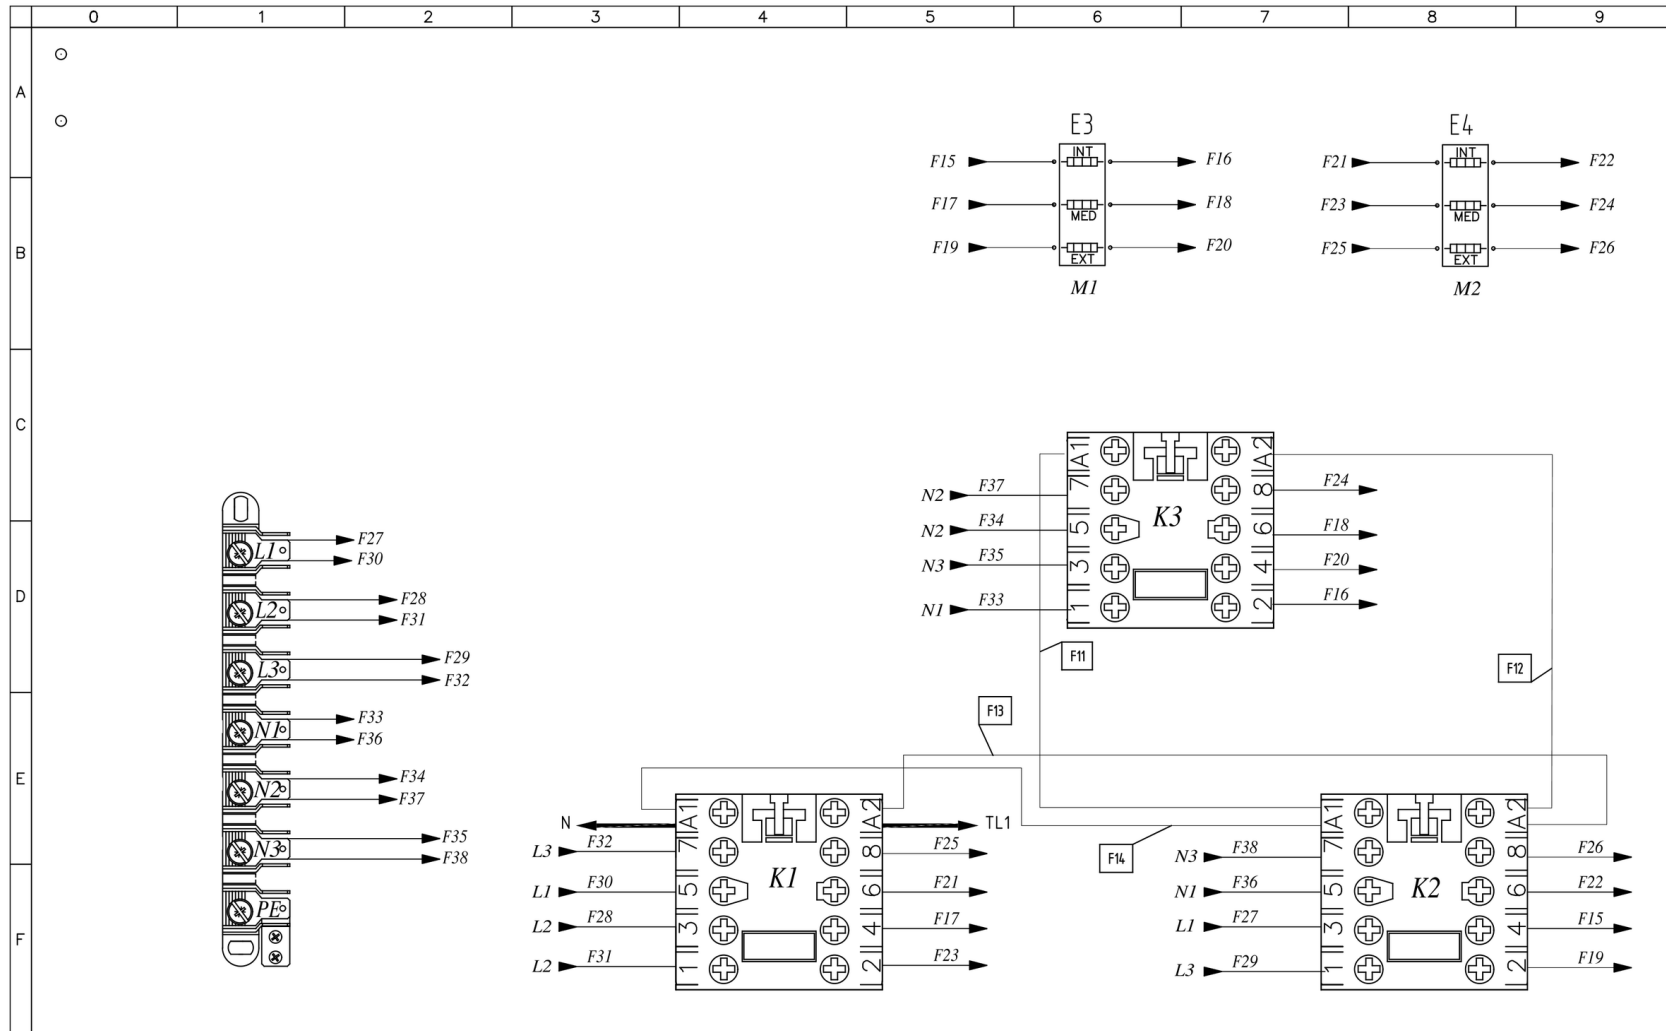 0 1 2 3 4 5 6 7 8 9
A
E3 E4
F15 INT F16 F21 INT F22
F17 MED F18 F23 MED F24
B
F19 EXT F20 F25 EXT F26
M1 M2
C
A1 A2
N2 F37 7 8 F24
K3
N2 F34 5 6 F18
N3 F35 3 4 F20
N1 F33 1 2 F16
L1 F27
F30
D
L2 F28
F31
L3 F29
F32
F11
F12
F13
N1 F33
F36
E
N2 F34
F37
N3 F35
F38
PE
N A1 A2 TL1
L3 F32 7 8 F25
K1
L1 F30 5 6 F21
L2 F28 3 4 F17
L2 F31 1 2 F23
F14
A1 A2
N3 F38 7 8 F26
K2
N1 F36 5 6 F22
L1 F27 3 4 F15
L3 F29 1 2 F19
F